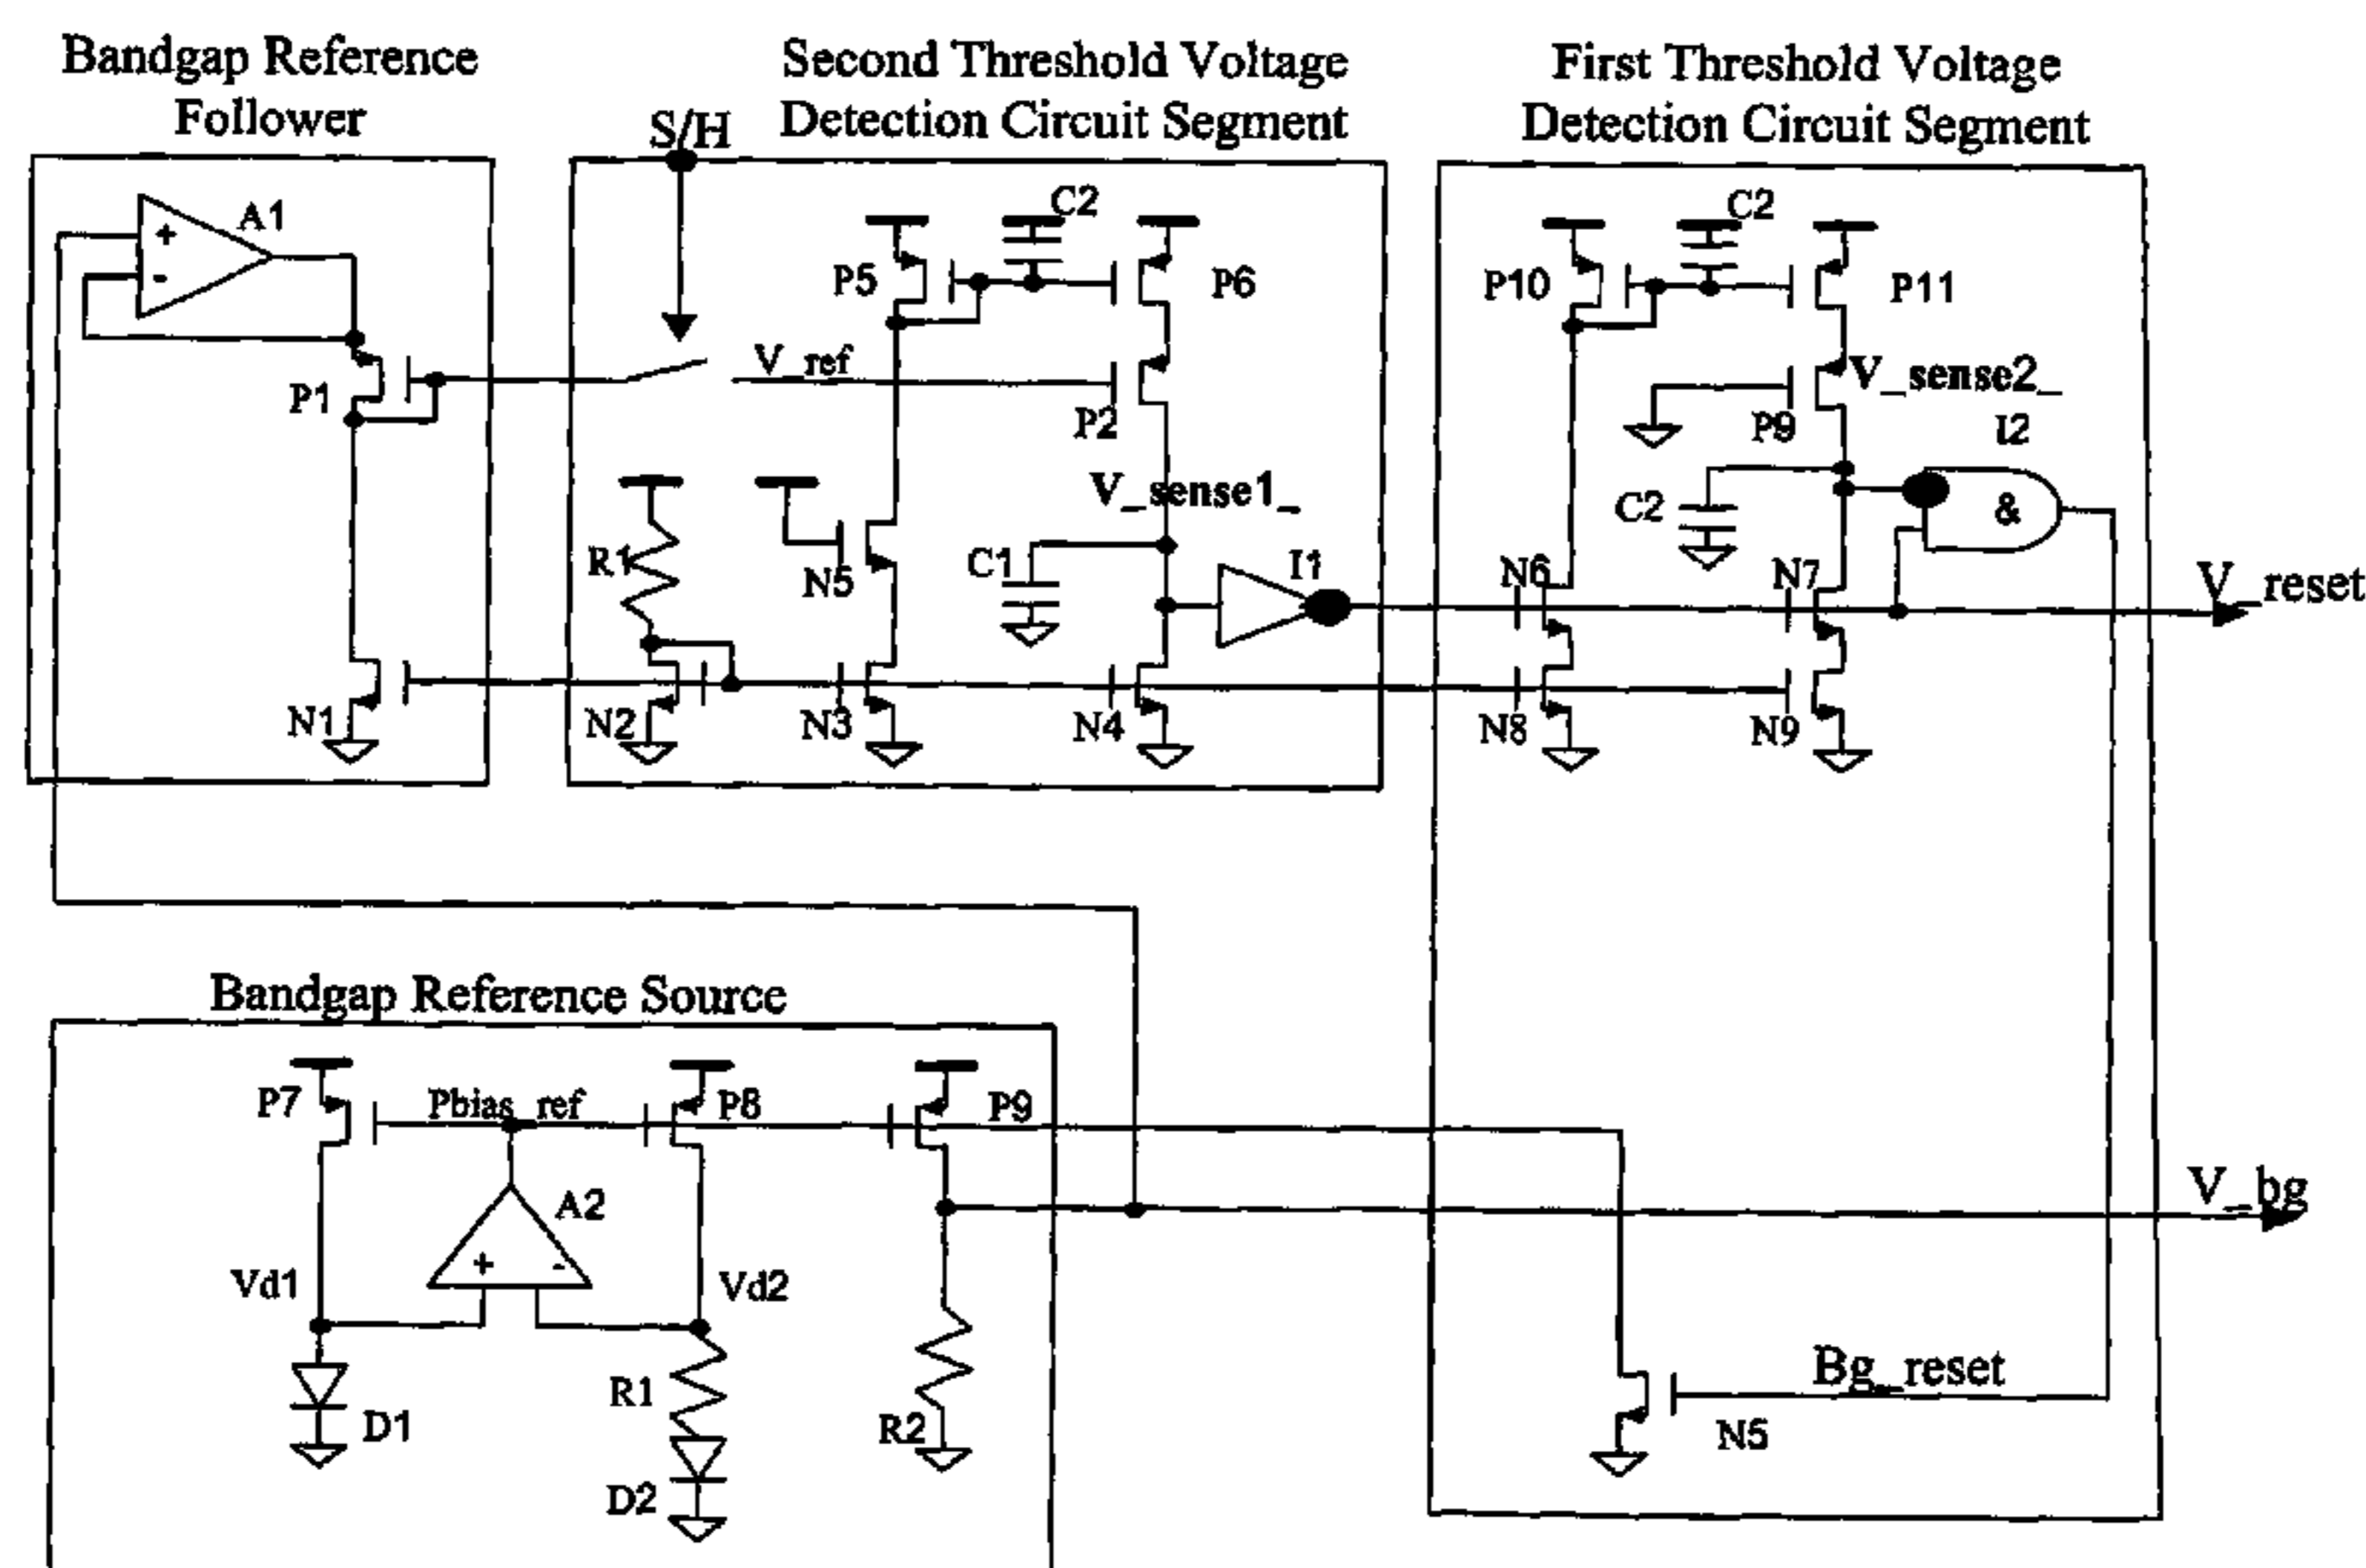 Bandgap Reference
Follower
Second Threshold Voltage
Detection Circuit Segment
First Threshold Voltage
Detection Circuit Segment
S/H
A1
+
-
P1
N1
C2
P5
P6
V_ref
P2
V_sense1_
R1
N5
C1
I1
N2
N3
N4
C2
P10
P11
V_sense2_
P9
I2
C2
&
N6
N7
V_reset
N8
N9
Bandgap Reference Source
P7
Pbias_ref
P8
P9
A2
+
-
Vd1
Vd2
V_bg
R1
D1
R2
D2
Bg_reset
N5